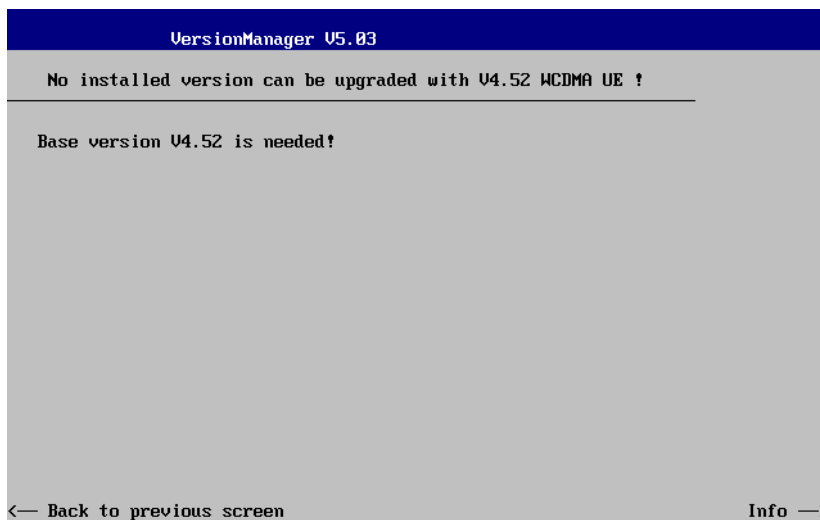 VersionManager V5.03
No installed version can be upgraded with V4.52 WCDMA UE !
Base version V4.52 is needed!
<— Back to previous screen
Info —